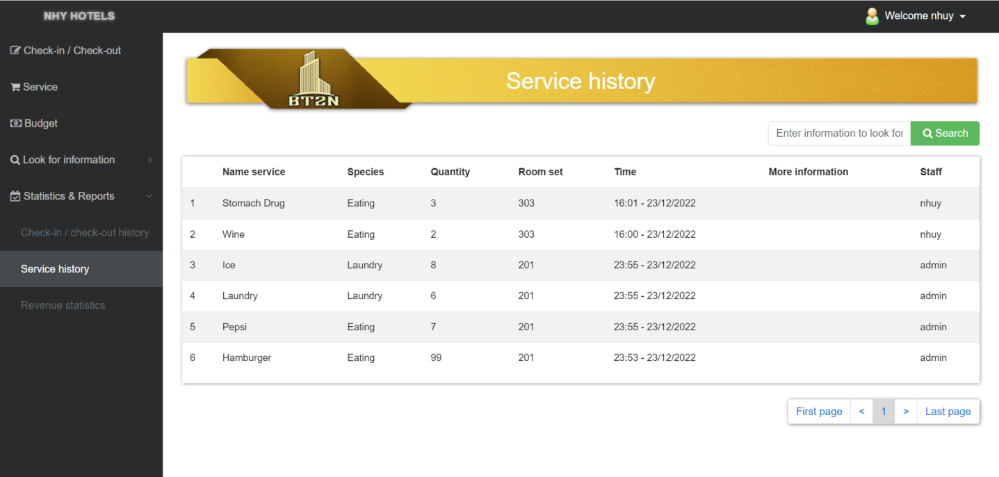 NHY HOTELS
Welcome nhuy
Check-in / Check-out
Service
Budget
Look for information
Statistics & Reports
Check-in / check-out history
Service history
Revenue statistics
BT2N
Service history
Enter information to look for
Search
Name service Species Quantity Room set Time More information Staff
1 Stomach Drug Eating 3 303 16:01 - 23/12/2022 nhuy
2 Wine Eating 2 303 16:00 - 23/12/2022 nhuy
3 Ice Laundry 8 201 23:55 - 23/12/2022 admin
4 Laundry Laundry 6 201 23:55 - 23/12/2022 admin
5 Pepsi Eating 7 201 23:55 - 23/12/2022 admin
6 Hamburger Eating 99 201 23:53 - 23/12/2022 admin
First page < 1 > Last page